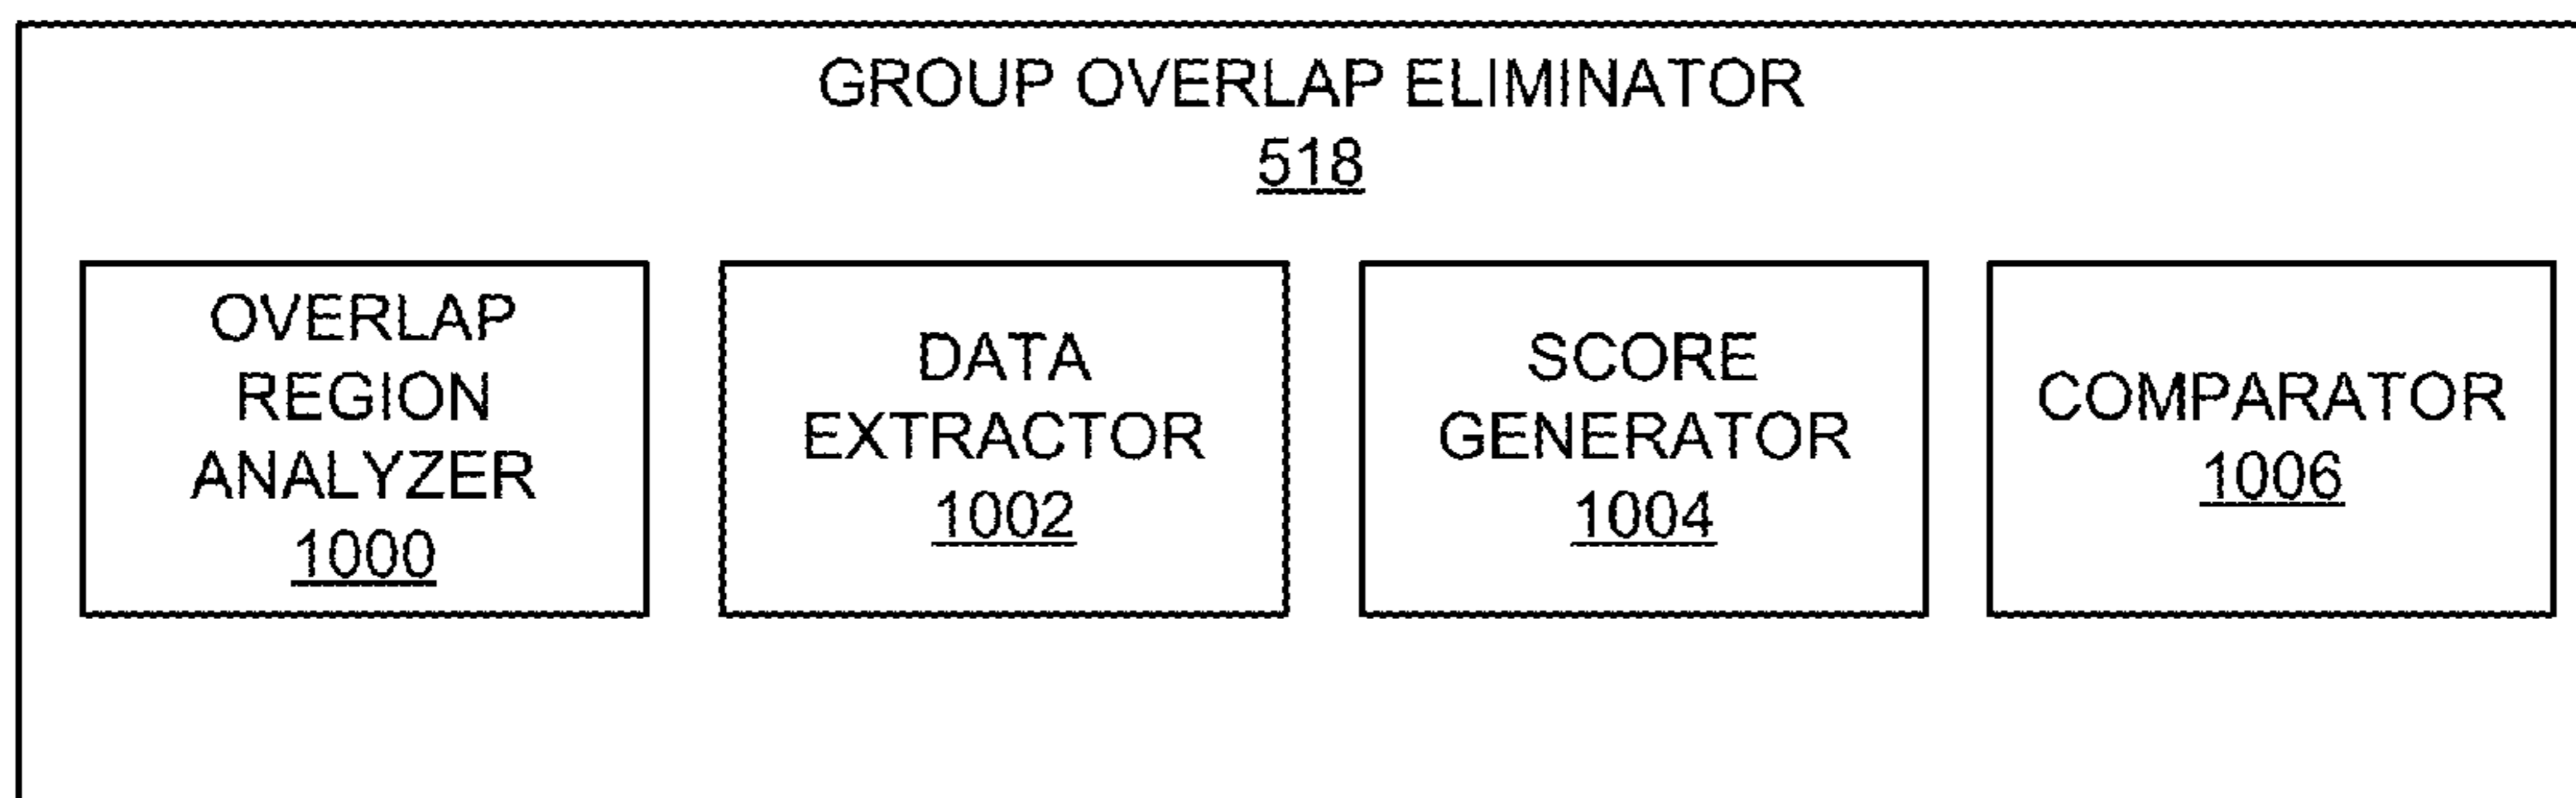 GROUP OVERLAP ELIMINATOR
518
OVERLAP
REGION
ANALYZER
1000
DATA
EXTRACTOR
1002
SCORE
GENERATOR
1004
COMPARATOR
1006